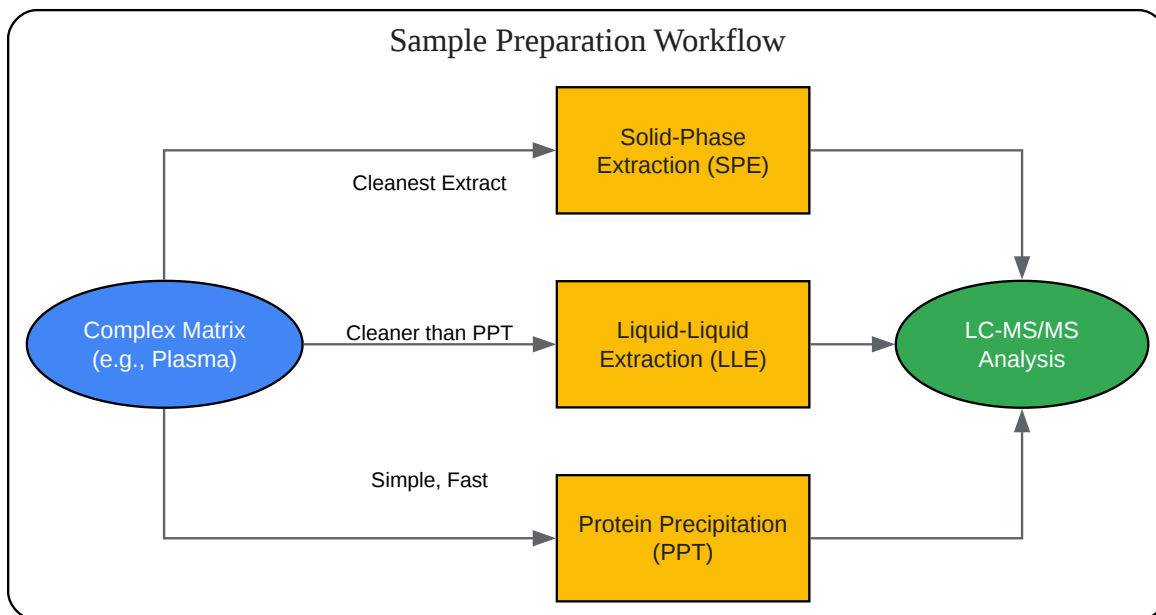 Sample Preparation Workflow
Solid-Phase
Extraction (SPE)
Cleanest Extract
Complex Matrix
(e.g., Plasma)
Cleaner than PPT
Liquid-Liquid
Extraction (LLE)
LC-MS/MS
Analysis
Simple, Fast
Protein Precipitation
(PPT)